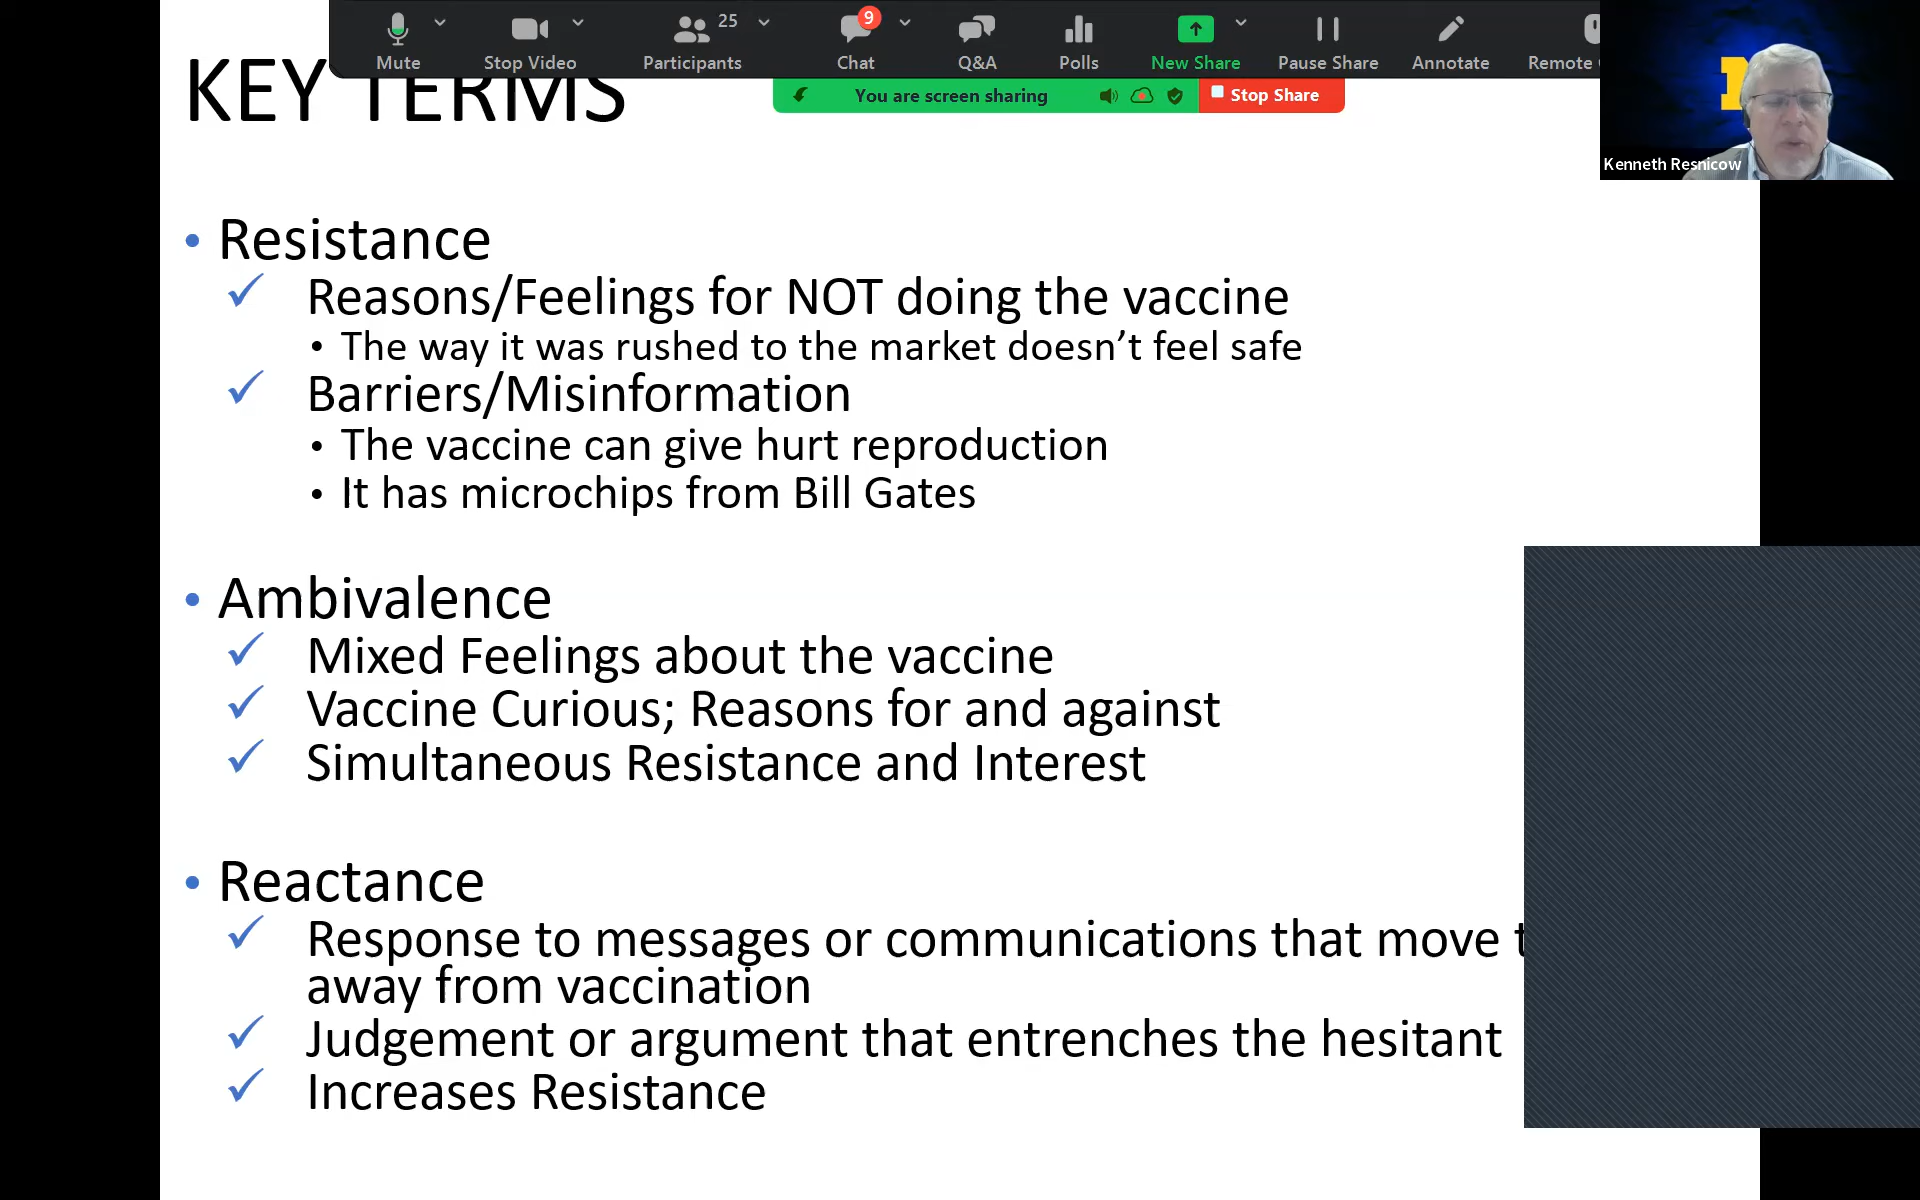 Mute
Stop Video
Participants
25
Chat
9
Q&A
Polls
New Share
Pause Share
Annotate
Remote
You are screen sharing
Stop Share
Kenneth Resnicow
KEY TERMS
• Resistance
✓ Reasons/Feelings for NOT doing the vaccine
• The way it was rushed to the market doesn’t feel safe
✓ Barriers/Misinformation
• The vaccine can give hurt reproduction
• It has microchips from Bill Gates
• Ambivalence
✓ Mixed Feelings about the vaccine
✓ Vaccine Curious; Reasons for and against
✓ Simultaneous Resistance and Interest
• Reactance
✓ Response to messages or communications that move
away from vaccination
✓ Judgement or argument that entrenches the hesitant
✓ Increases Resistance